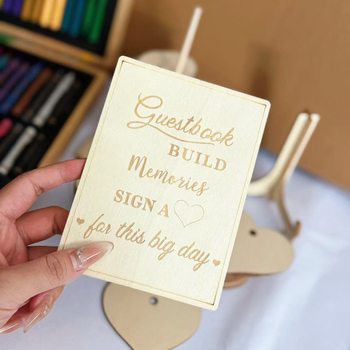 Guestbook
BUILD
Memories
SIGN A
for this big day